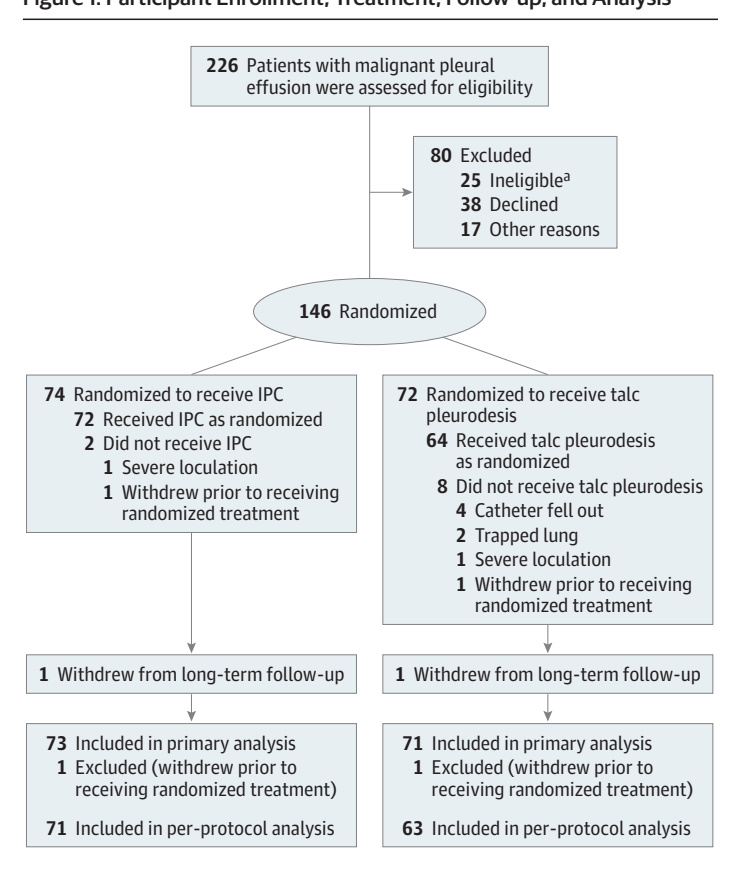 Figure 1. Participant Enrollment, Treatment, Follow-up, and Analysis
226 Patients with malignant pleural
effusion were assessed for eligibility
80 Excluded
25 Ineligibleᵃ
38 Declined
17 Other reasons
146 Randomized
74 Randomized to receive IPC
72 Received IPC as randomized
2 Did not receive IPC
1 Severe loculation
1 Withdrew prior to receiving
randomized treatment
72 Randomized to receive talc
pleurodesis
64 Received talc pleurodesis
as randomized
8 Did not receive talc pleurodesis
4 Catheter fell out
2 Trapped lung
1 Severe loculation
1 Withdrew prior to receiving
randomized treatment
1 Withdrew from long-term follow-up
1 Withdrew from long-term follow-up
73 Included in primary analysis
1 Excluded (withdrew prior to
receiving randomized treatment)
71 Included in per-protocol analysis
71 Included in primary analysis
1 Excluded (withdrew prior to
receiving randomized treatment)
63 Included in per-protocol analysis